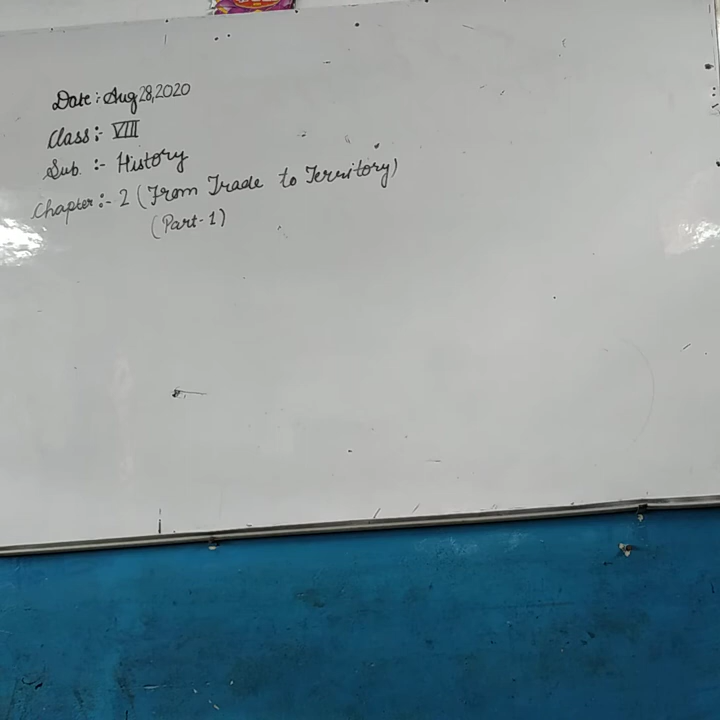 Date :- Aug 28,2020
Class :- VIII
Sub. :- History
Chapter :- 2 (From Trade to Territory)
(Part-1)